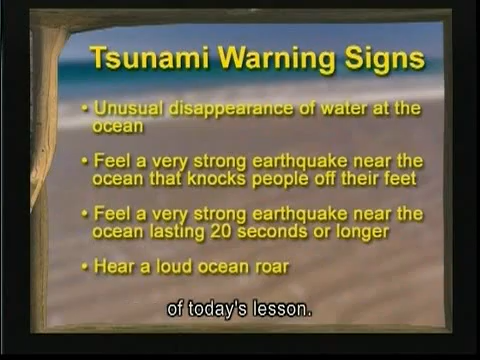 Tsunami Warning Signs
• Unusual disappearance of water at the
ocean
• Feel a very strong earthquake near the
ocean that knocks people off their feet
• Feel a very strong earthquake near the
ocean lasting 20 seconds or longer
• Hear a loud ocean roar
of today's lesson.